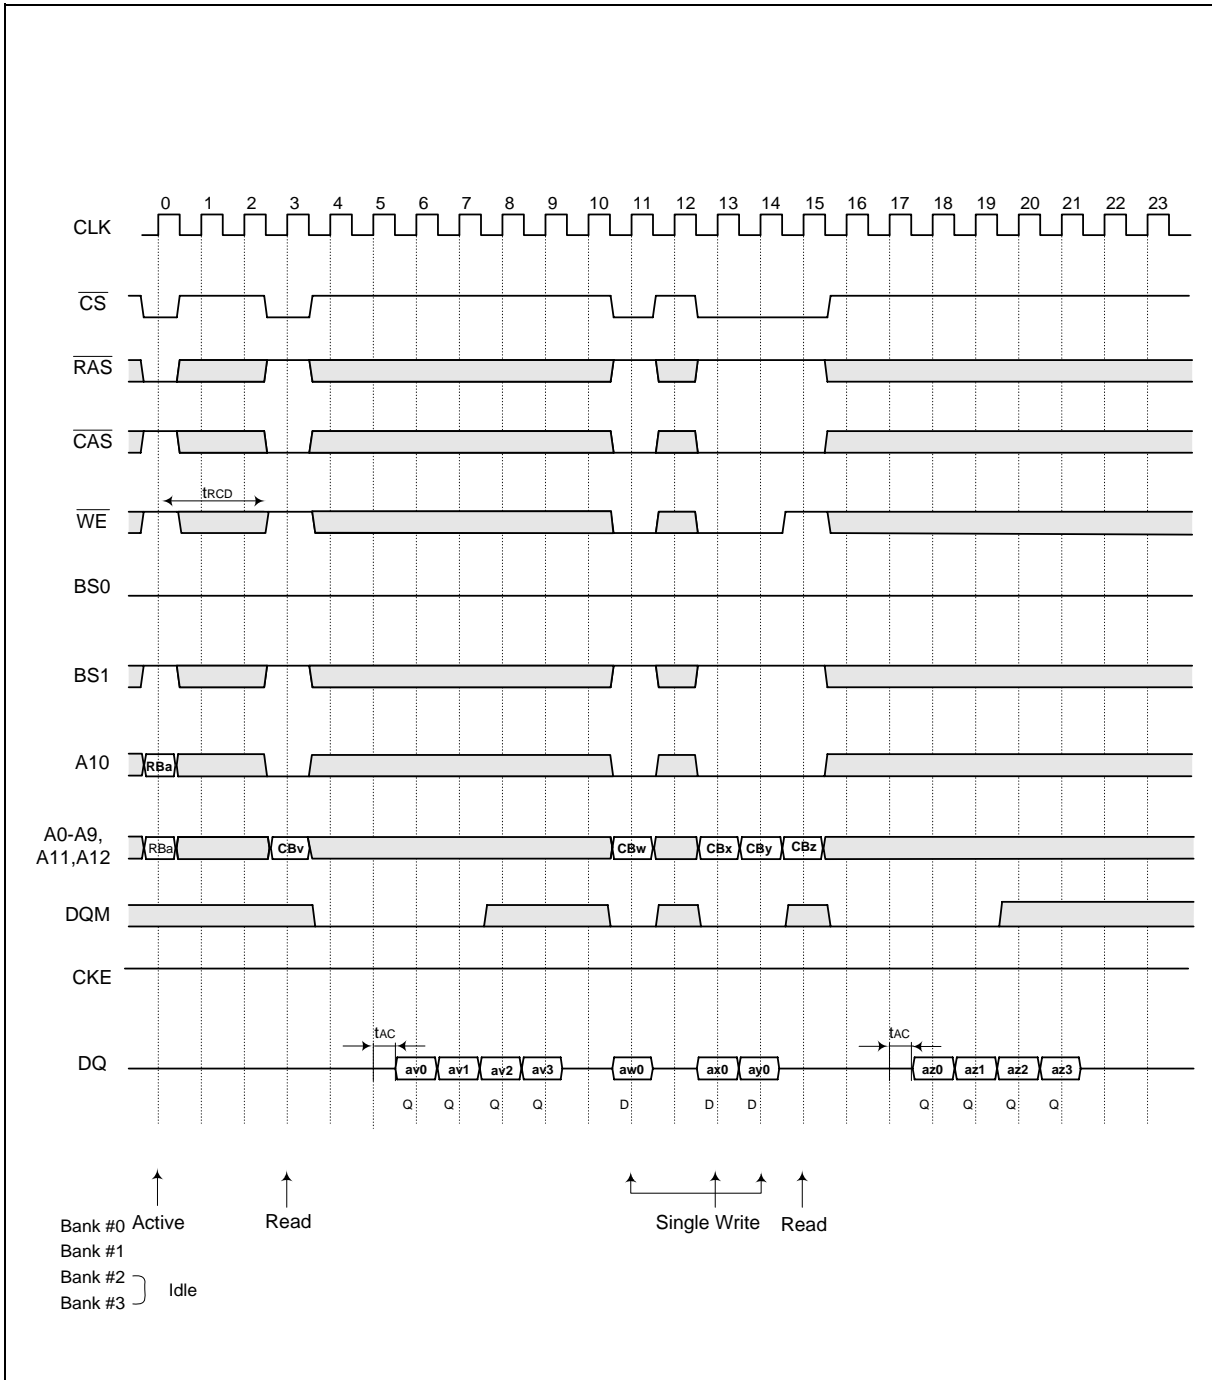 0 1 2 3 4 5 6 7 8 9 10 11 12 13 14 15 16 17 18 19 20 21 22 23
CLK
CS
RAS
CAS
tRCD
WE
BS0
BS1
A10 RBa
A0-A9,
A11,A12 RBa CBv CBw CBx CBy CBz
DQM
CKE
tAC tAC
DQ av0 av1 av2 av3 aw0 ax0 ay0 az0 az1 az2 az3
Q Q Q Q D D D Q Q Q Q
Bank #0 Active Read Single Write Read
Bank #1
Bank #2
Idle
Bank #3